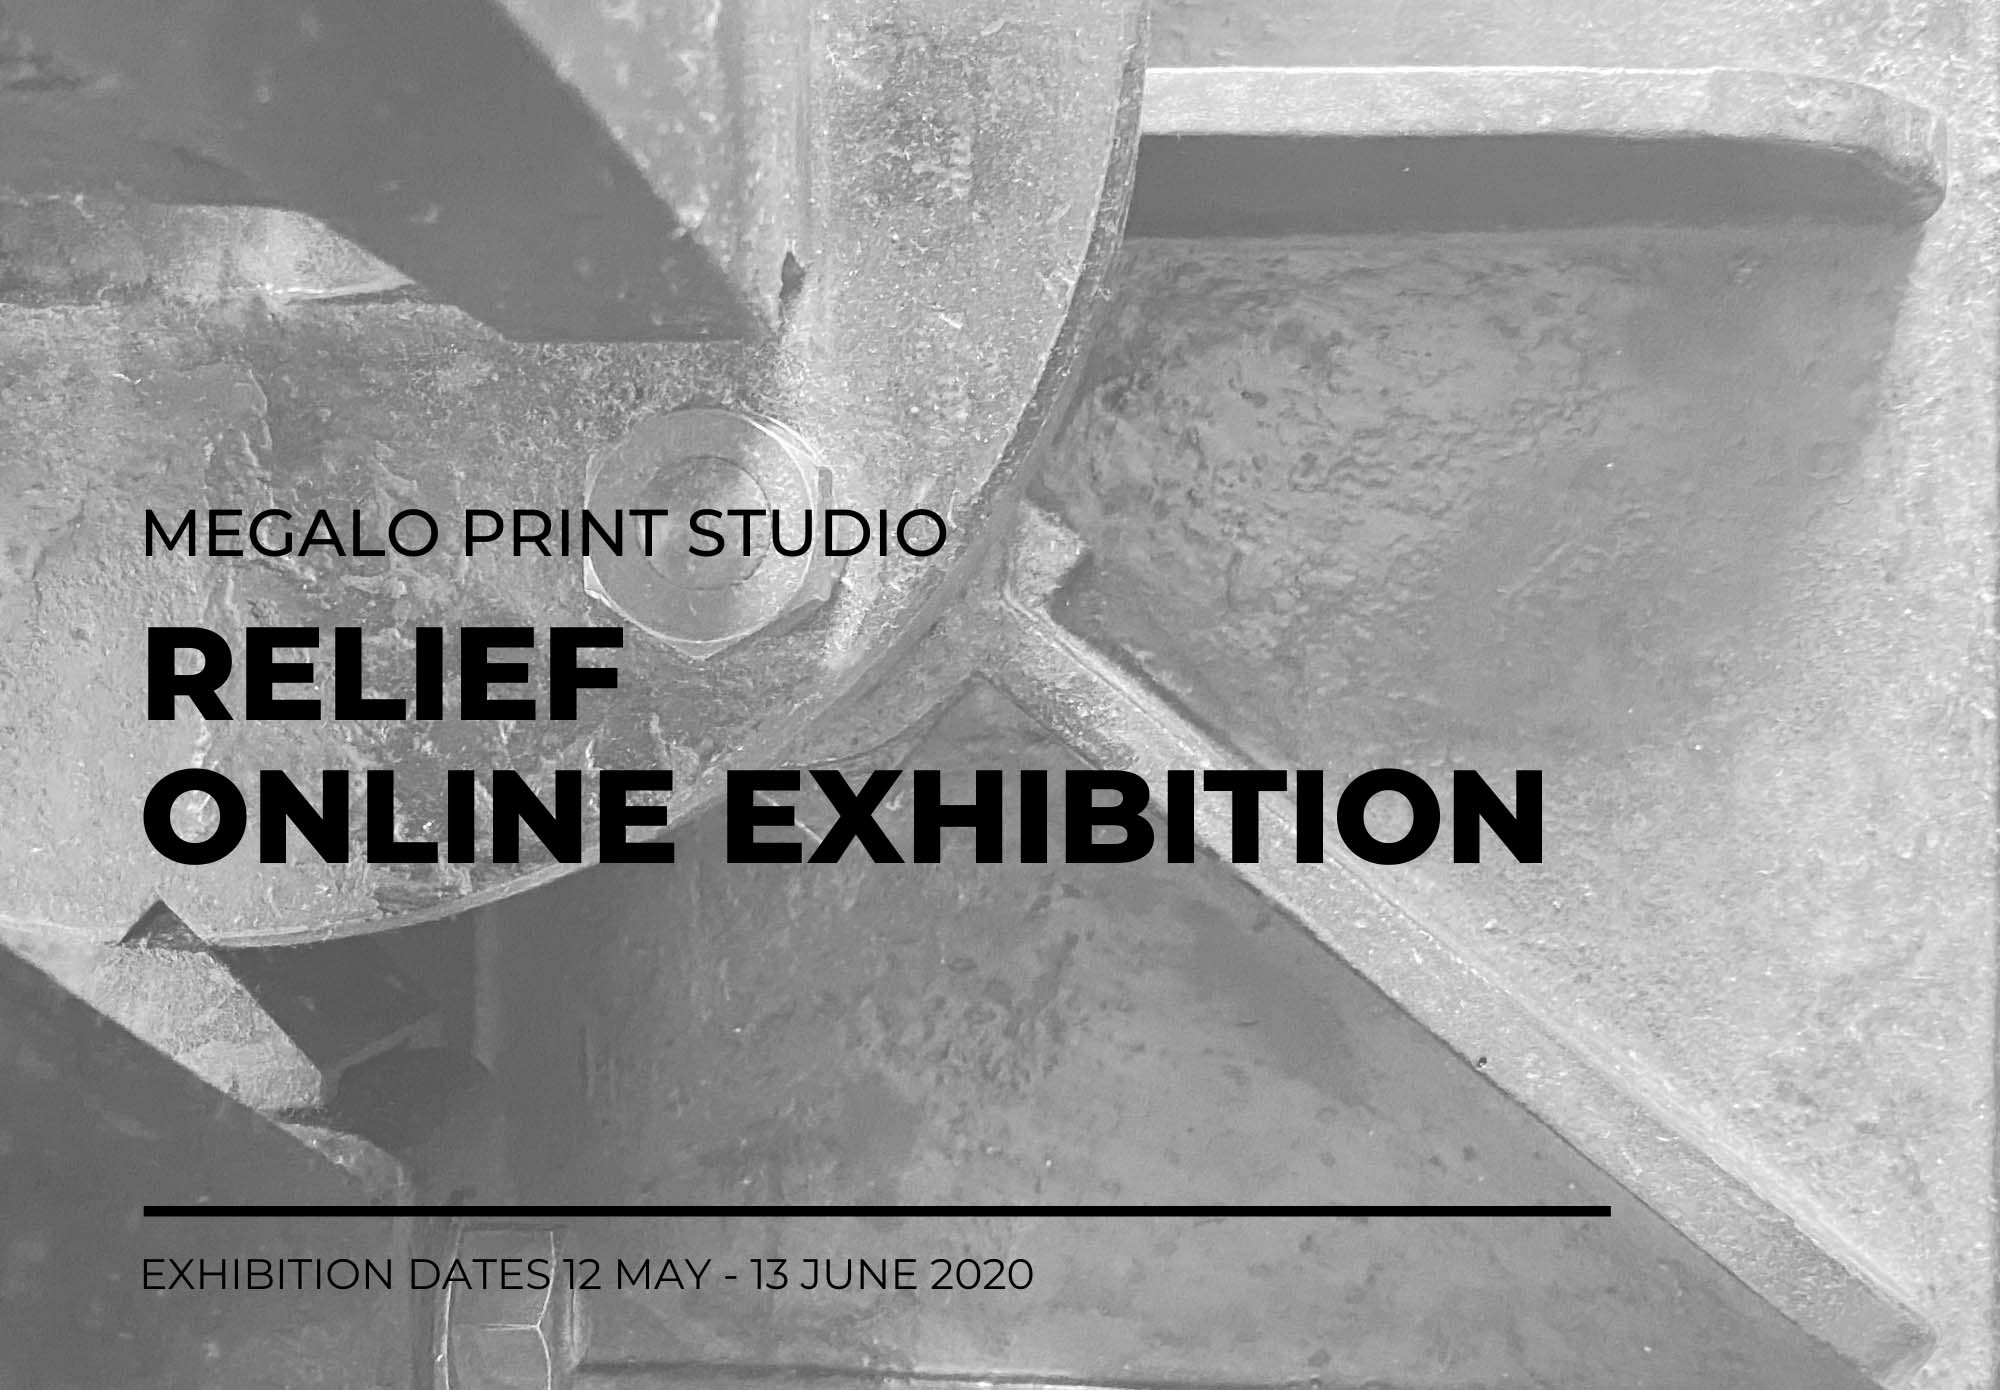 MEGALO PRINT STUDIO
RELIEF
ONLINE EXHIBITION
EXHIBITION DATES 12 MAY - 13 JUNE 2020